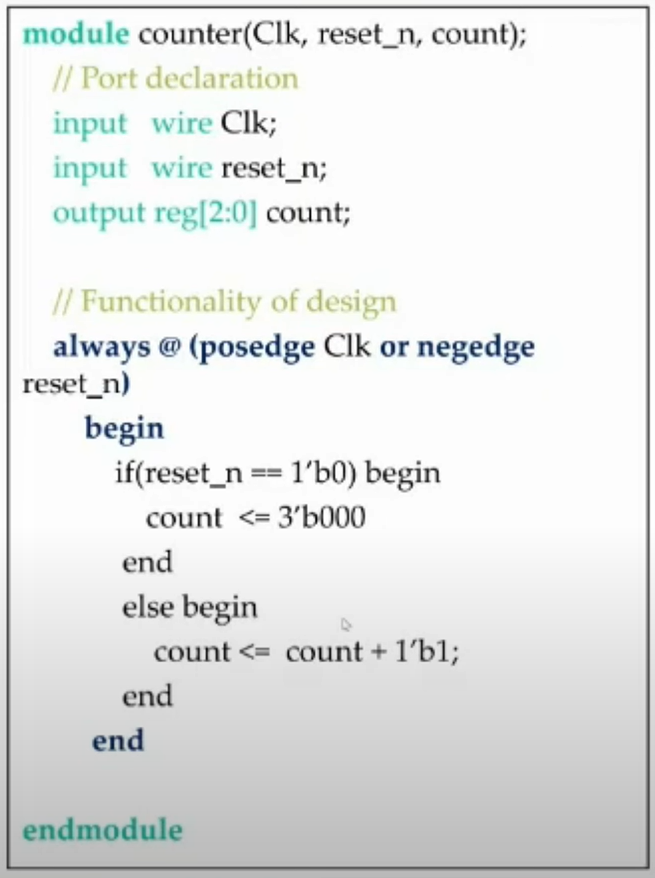 module counter(Clk, reset_n, count);
// Port declaration
input wire Clk;
input wire reset_n;
output reg[2:0] count;
// Functionality of design
always @ (posedge Clk or negedge
reset_n)
begin
if(reset_n == 1′b0) begin
count <= 3′b000
end
else begin
count <= count + 1′b1;
end
end
endmodule